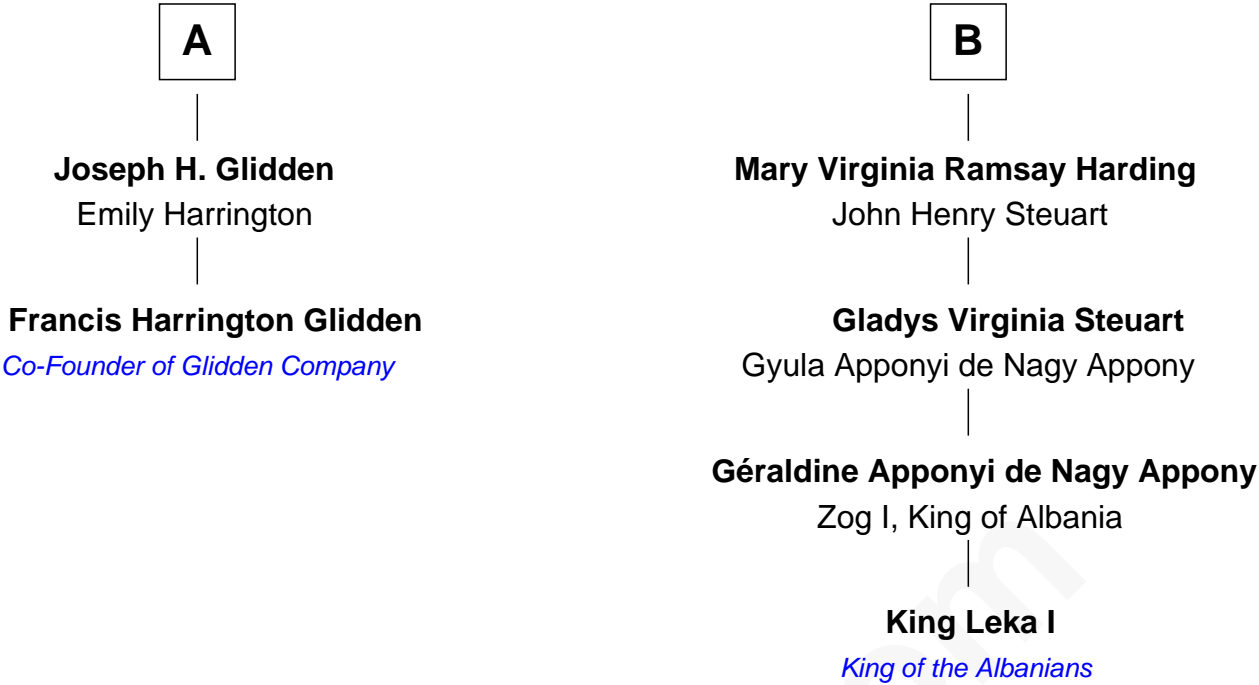 A
Joseph H. Glidden
Emily Harrington
Francis Harrington Glidden
Co-Founder of Glidden Company
B
Mary Virginia Ramsay Harding
John Henry Steuart
Gladys Virginia Steuart
Gyula Apponyi de Nagy Appony
Géraldine Apponyi de Nagy Appony
Zog I, King of Albania
King Leka I
King of the Albanians